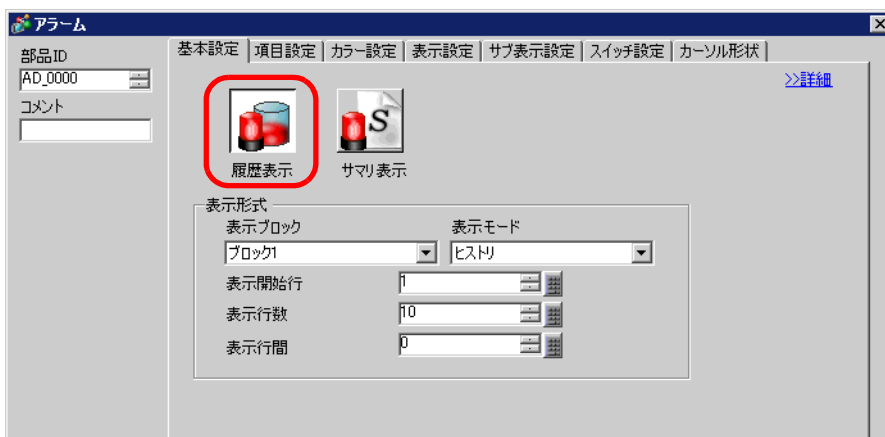 アラーム
部品ID
AD_0000
コメント
基本設定 項目設定 カラー設定 表示設定 サブ表示設定 スイッチ設定 カーソル形状
>>詳細
S
履歴表示 サマリ表示
表示形式
表示ブロック 表示モード
ブロック1 ヒストリ
表示開始行 1
表示行数 10
表示行間 0